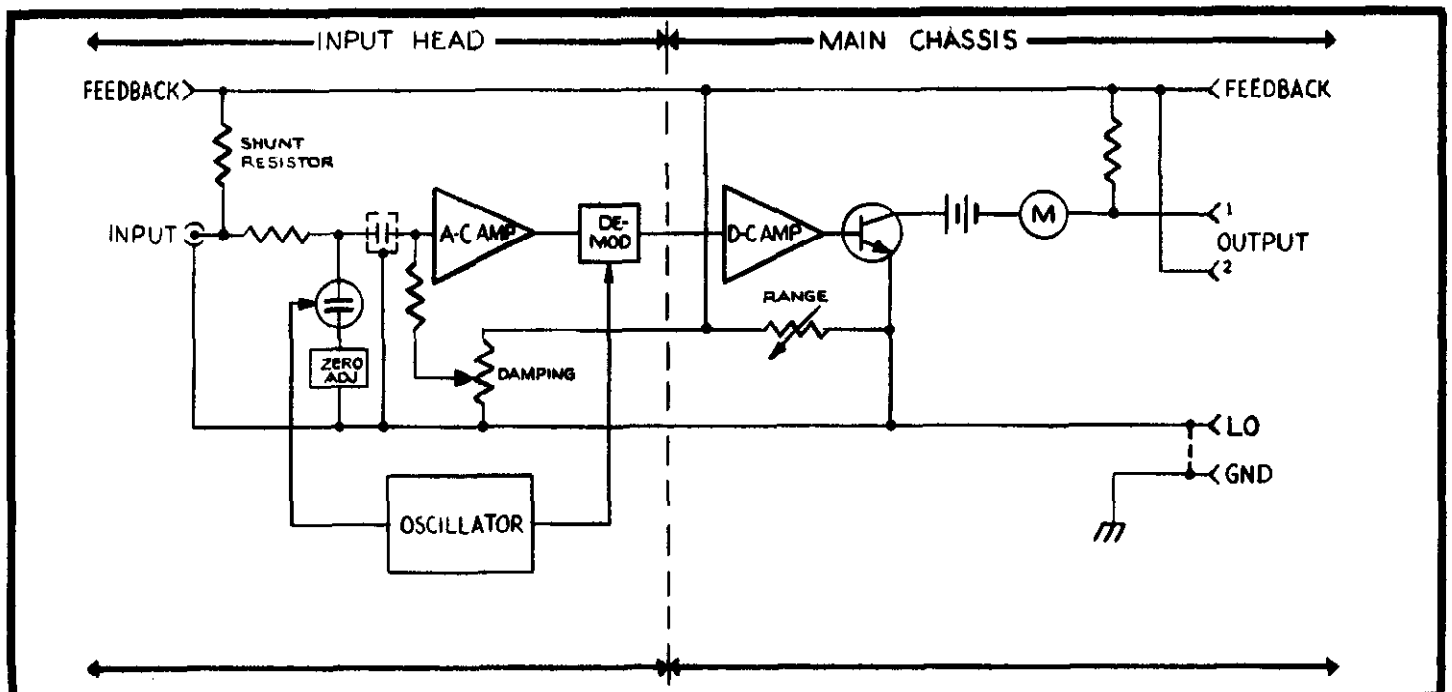 INPUT HEAD
MAIN CHASSIS
FEEDBACK
FEEDBACK
SHUNT
RESISTOR
INPUT
A-C AMP
DE-
MOD
D-C AMP
M
1
OUTPUT
2
RANGE
ZERO
ADJ
DAMPING
LO
GND
OSCILLATOR